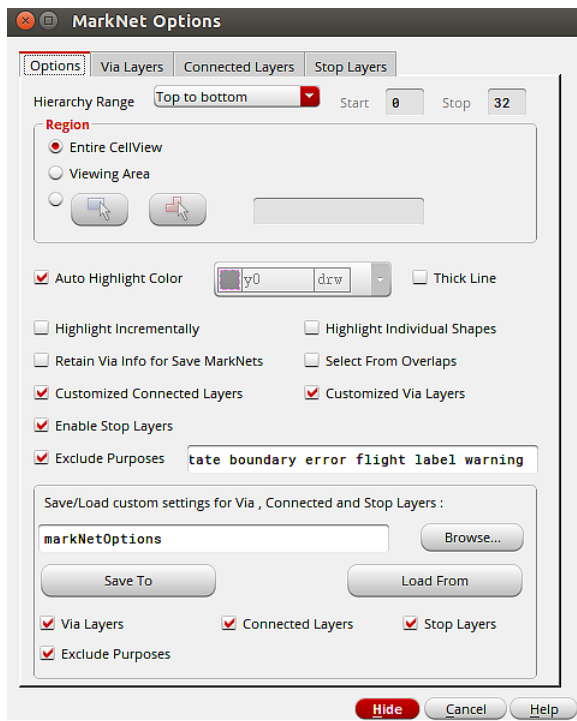 MarkNet Options
Options Via Layers Connected Layers Stop Layers
Hierarchy Range Top to bottom Start 0 Stop 32
Region
Entire CellView
Viewing Area
Auto Highlight Color y0 drw Thick Line
Highlight Incrementally Highlight Individual Shapes
Retain Via Info for Save MarkNets Select From Overlaps
Customized Connected Layers Customized Via Layers
Enable Stop Layers
Exclude Purposes tate boundary error flight label warning
Save/Load custom settings for Via , Connected and Stop Layers :
markNetOptions Browse...
Save To Load From
Via Layers Connected Layers Stop Layers
Exclude Purposes
Hide Cancel Help